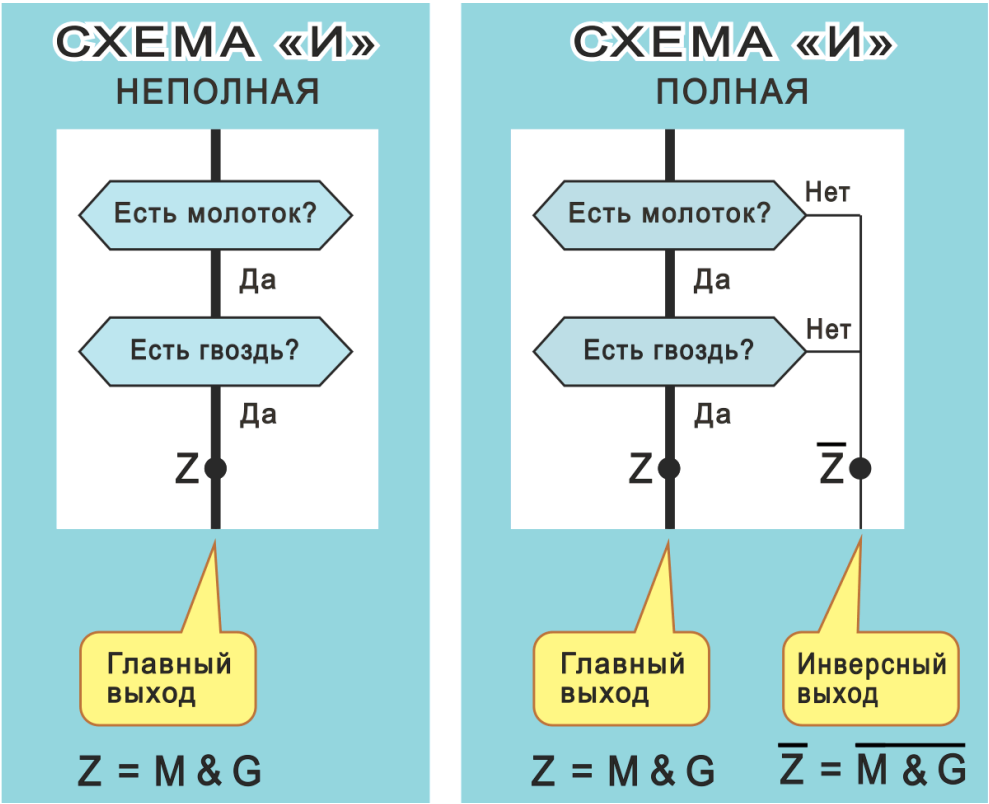 СХЕМА «И»
НЕПОЛНАЯ
Есть молоток?
Да
Есть гвоздь?
Да
Z
Главный
выход
Z = M & G
СХЕМА «И»
ПОЛНАЯ
Есть молоток?
Нет
Да
Есть гвоздь?
Нет
Да
Z
Z̅
Главный
выход
Инверсный
выход
Z = M & G
Z̅ = M̅ ̅&̅ ̅G̅